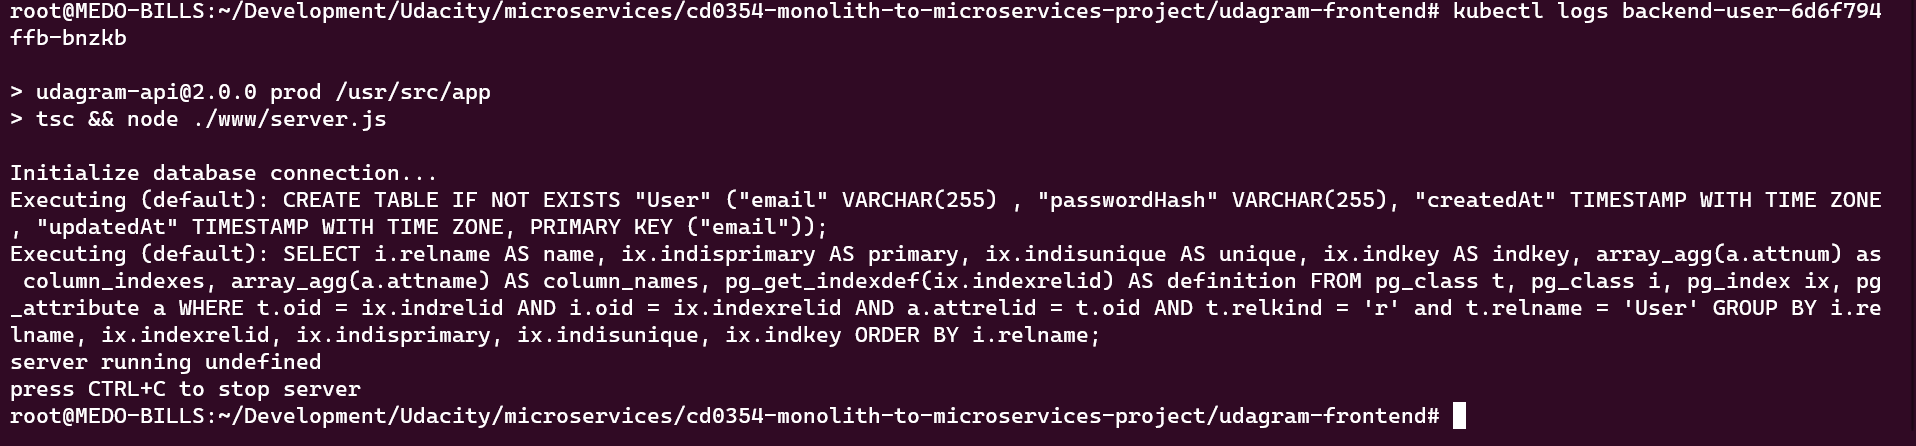 root@MEDO-BILLS:~/Development/Udacity/microservices/cd0354-monolith-to-microservices-project/udagram-frontend# kubectl logs backend-user-6d6f794
ffb-bnzkb
> udagram-api@2.0.0 prod /usr/src/app
> tsc && node ./www/server.js
Initialize database connection...
Executing (default): CREATE TABLE IF NOT EXISTS "User" ("email" VARCHAR(255) , "passwordHash" VARCHAR(255), "createdAt" TIMESTAMP WITH TIME ZONE
, "updatedAt" TIMESTAMP WITH TIME ZONE, PRIMARY KEY ("email"));
Executing (default): SELECT i.relname AS name, ix.indisprimary AS primary, ix.indisunique AS unique, ix.indkey AS indkey, array_agg(a.attnum) as
 column_indexes, array_agg(a.attname) AS column_names, pg_get_indexdef(ix.indexrelid) AS definition FROM pg_class t, pg_class i, pg_index ix, pg
_attribute a WHERE t.oid = ix.indrelid AND i.oid = ix.indexrelid AND a.attrelid = t.oid AND t.relkind = 'r' and t.relname = 'User' GROUP BY i.re
lname, ix.indexrelid, ix.indisprimary, ix.indisunique, ix.indkey ORDER BY i.relname;
server running undefined
press CTRL+C to stop server
root@MEDO-BILLS:~/Development/Udacity/microservices/cd0354-monolith-to-microservices-project/udagram-frontend#